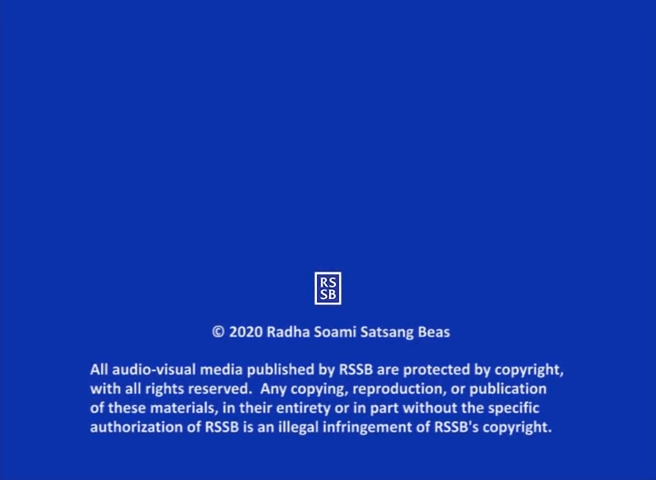 RS
SB
© 2020 Radha Soami Satsang Beas
All audio-visual media published by RSSB are protected by copyright,
with all rights reserved.  Any copying, reproduction, or publication
of these materials, in their entirety or in part without the specific
authorization of RSSB is an illegal infringement of RSSB's copyright.